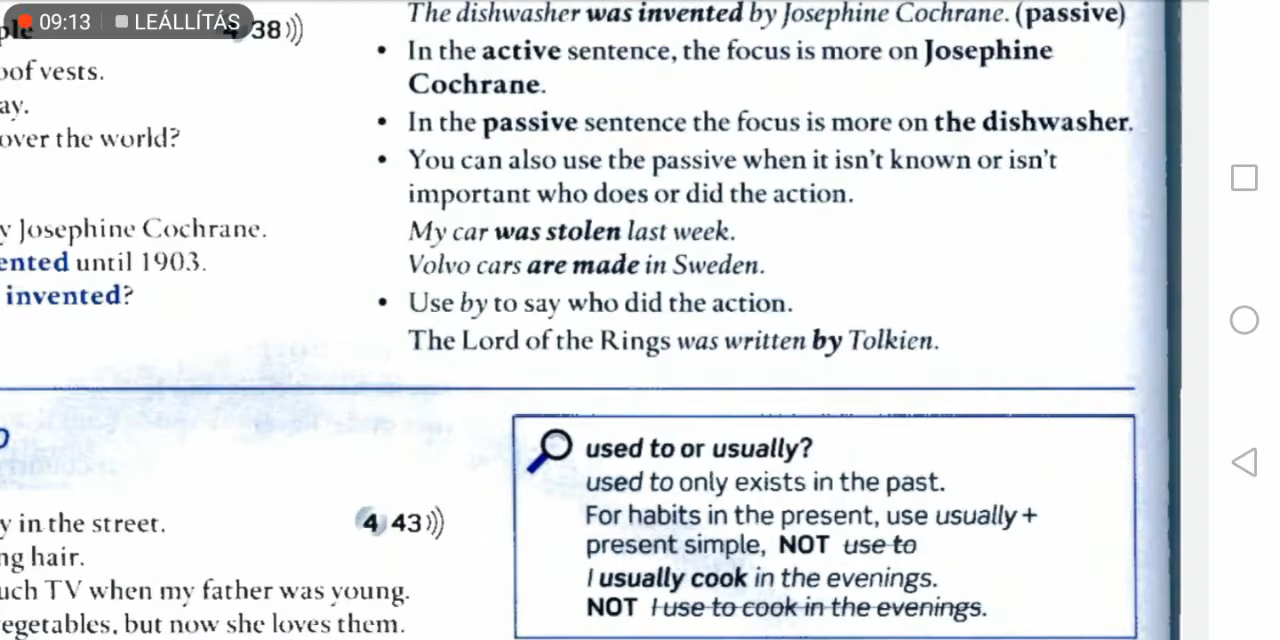 09:13 LEÁLLÍTÁS
4 38
oof vests.
ay.
over the world?
y Josephine Cochrane.
ented until 1903.
invented?
The dishwasher was invented by Josephine Cochrane. (passive)
• In the active sentence, the focus is more on Josephine
Cochrane.
• In the passive sentence the focus is more on the dishwasher.
• You can also use the passive when it isn't known or isn't
important who does or did the action.
My car was stolen last week.
Volvo cars are made in Sweden.
• Use by to say who did the action.
The Lord of the Rings was written by Tolkien.
y in the street.
4 43
ng hair.
uch TV when my father was young.
egetables, but now she loves them.
used to or usually?
used to only exists in the past.
For habits in the present, use usually +
present simple, NOT use to
I usually cook in the evenings.
NOT I use to cook in the evenings.